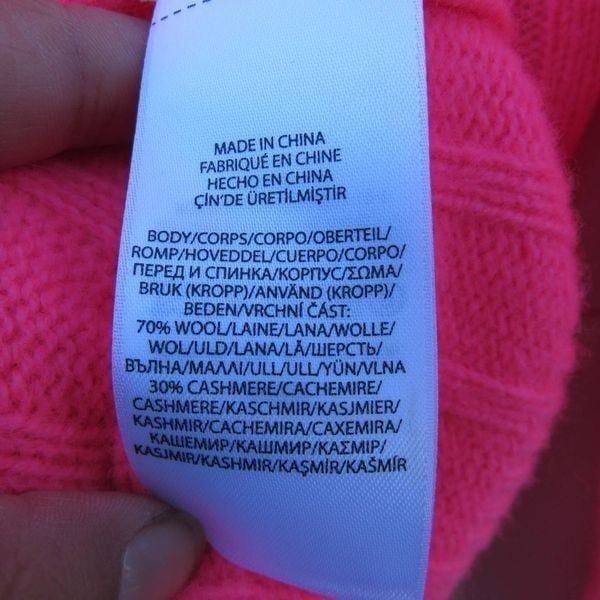 MADE IN CHINA
FABRIQUÉ EN CHINE
HECHO EN CHINA
ÇİN'DE ÜRETİLMİŞTİR
BODY/CORPS/CORPO/OBERTEIL/
ROMP/HOVEDDEL/CUERPO/CORPO/
ПЕРЕД И СПИНКА/КОРПУС/ΣΩΜΑ/
BRUK (KROPP)/ANVÄND (KROPP)/
BEDEN/VRCHNÍ ČÁST:
70% WOOL/LAINE/LANA/WOLLE/
WOL/ULD/LANA/LÃ/ШЕРСТЬ/
ВЪЛНА/ΜΑΛΛΙ/ULL/ULL/YÜN/VLNA
30% CASHMERE/CACHEMIRE/
CASHMERE/KASCHMIR/KASJMIER/
KASHMIR/CACHEMIRA/CAXEMIRA/
КАШЕМИР/КАШМИР/ΚΑΣΜΙΡ/
KASJMIR/KASHMIR/KAŞMİR/KAŠMÍR